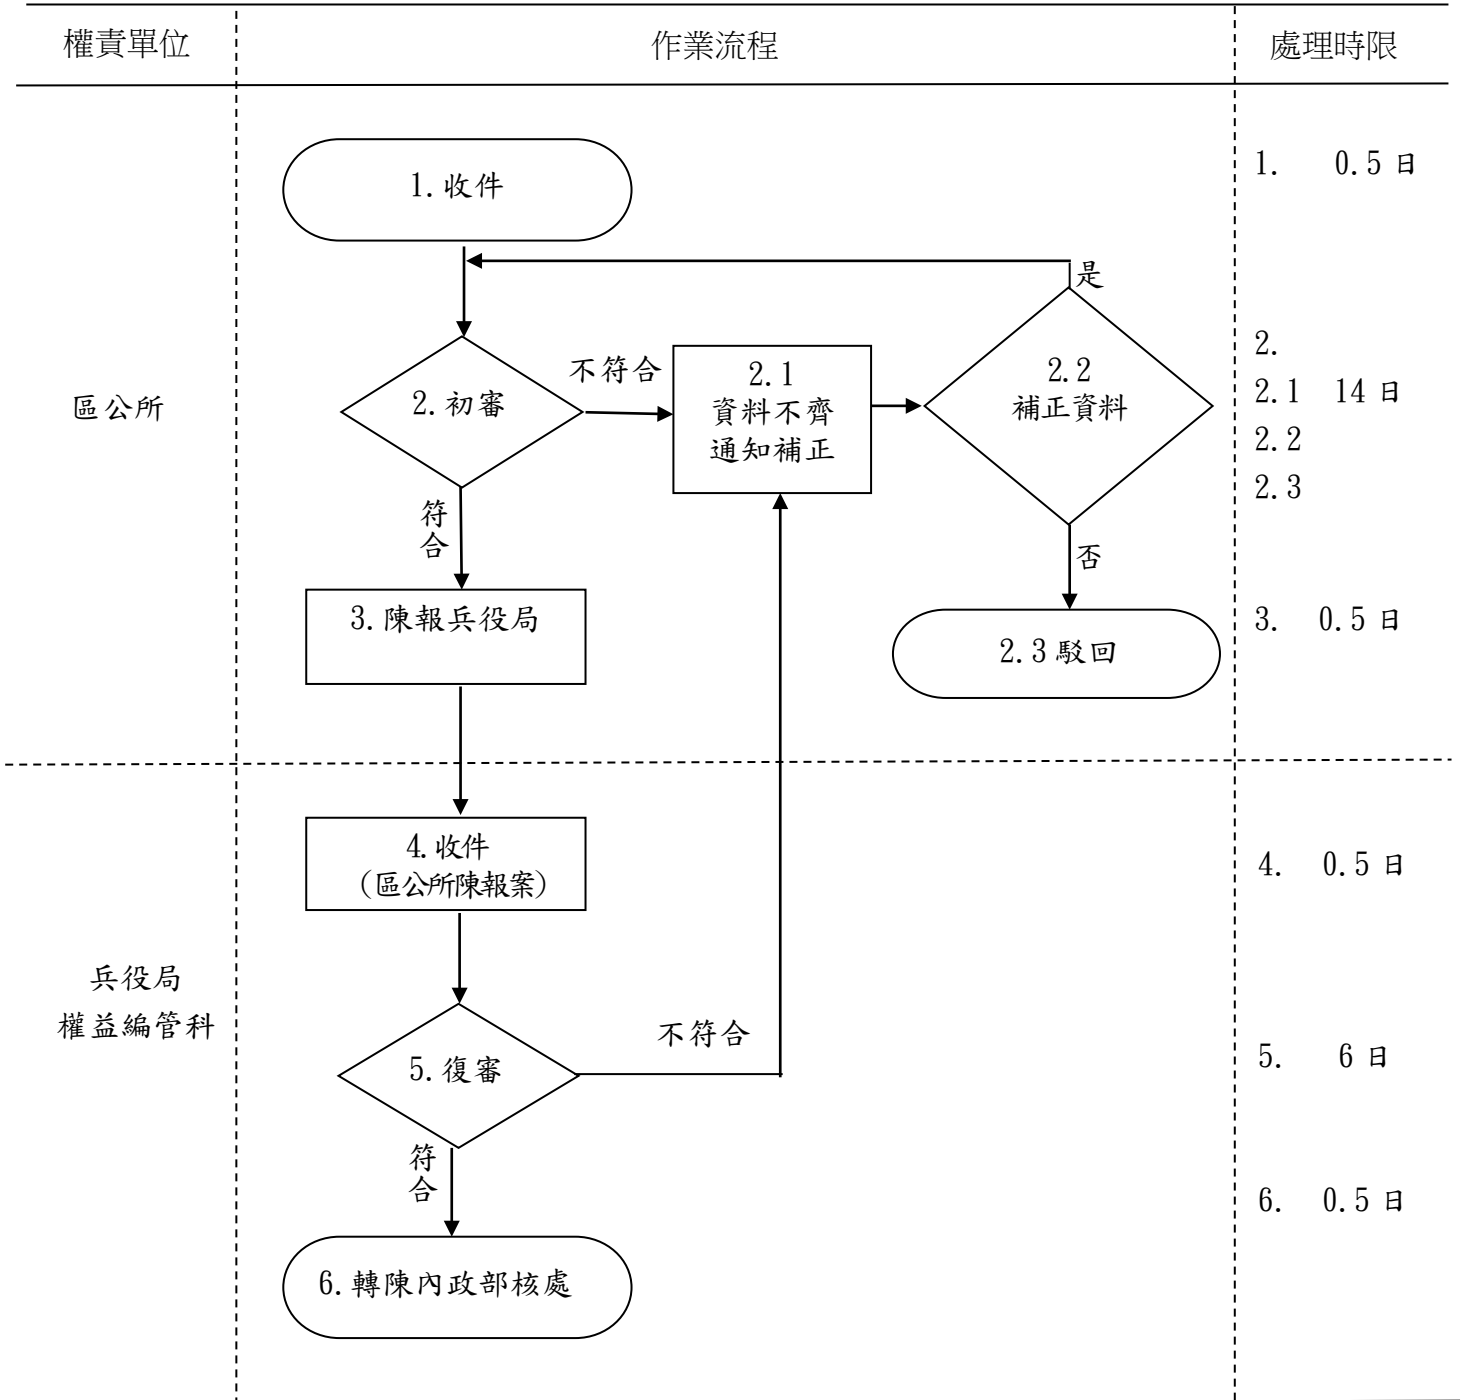 權責單位
作業流程
處理時限
1.收件
1. 0.5 日
是
區公所
2.初審
不符合
2.1
資料不齊
通知補正
2.2
補正資料
2.
2.1 14 日
2.2
2.3
符
合
否
3.陳報兵役局
2.3 駁回
3. 0.5 日
4.收件
(區公所陳報案)
4. 0.5 日
兵役局
權益編管科
5.復審
不符合
5. 6 日
符
合
6. 0.5 日
6.轉陳內政部核處